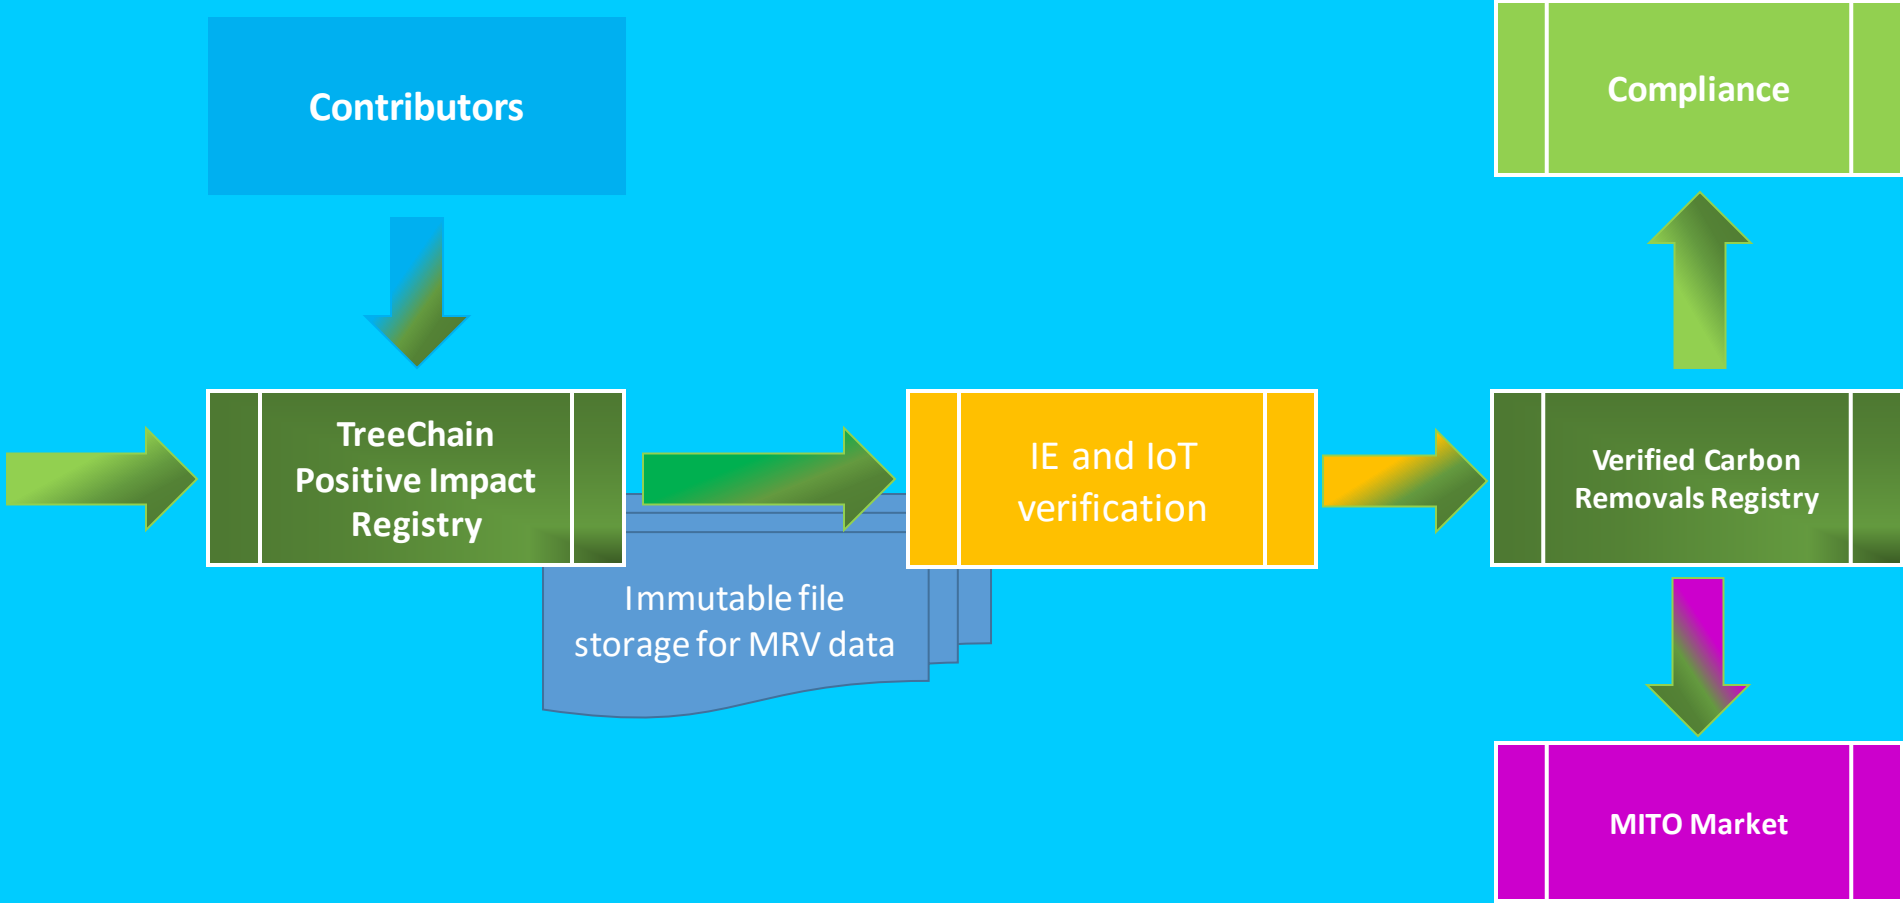 Contributors
Compliance
TreeChain
Positive Impact
Registry
IE and IoT
verification
Verified Carbon
Removals Registry
Immutable file
storage for MRV data
MITO Market